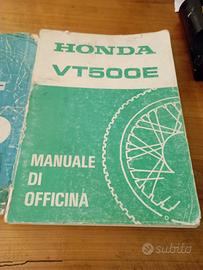 HONDA
VT500E
MANUALE
DI
OFFICINA
subito